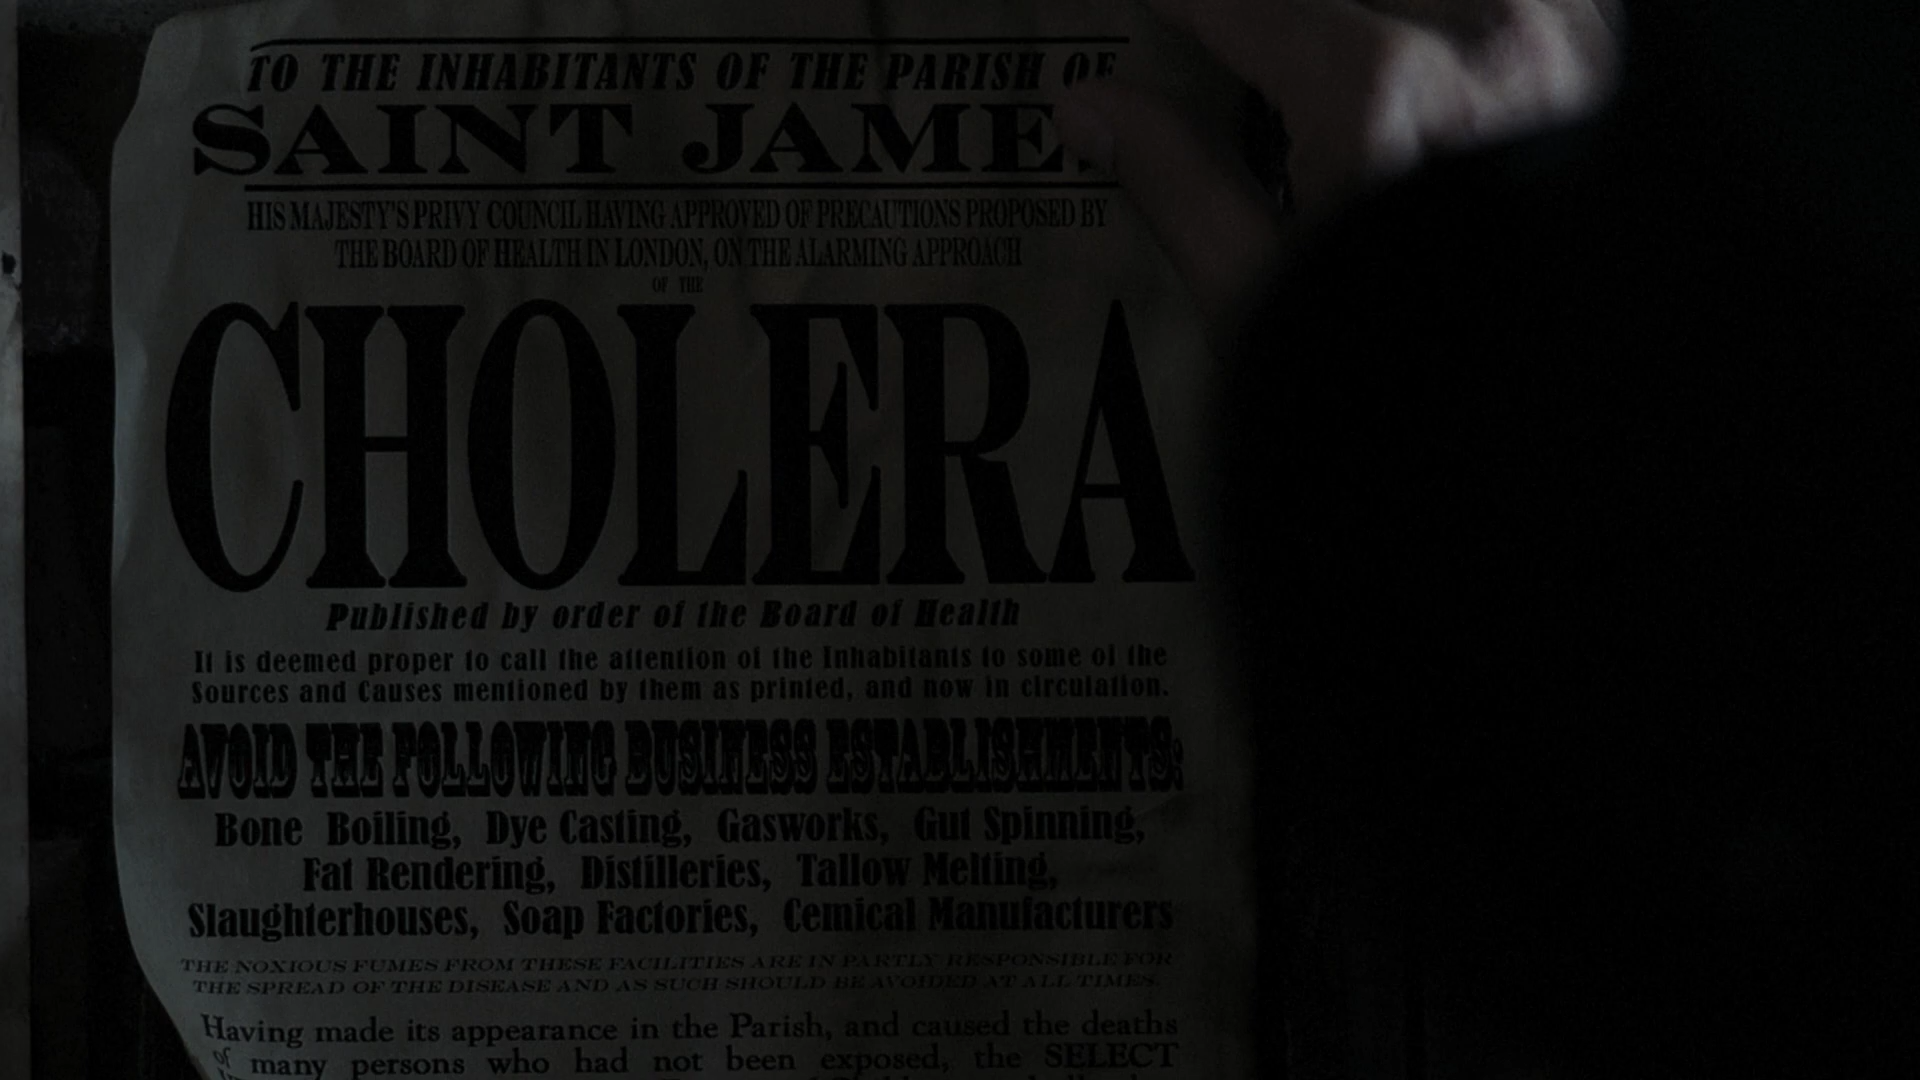 TO THE INHABITANTS OF THE PARISH OF
SAINT JAMES
HIS MAJESTY'S PRIVY COUNCIL HAVING APPROVED OF PRECAUTIONS PROPOSED BY
THE BOARD OF HEALTH IN LONDON, ON THE ALARMING APPROACH
OF THE
CHOLERA
Published by order of the Board of Health
It is deemed proper to call the attention of the Inhabitants to some of the
Sources and Causes mentioned by them as printed, and now in circulation.
AVOID THE FOLLOWING BUSINESS ESTABLISHMENTS:
Bone Boiling, Dye Casting, Gasworks, Gut Spinning,
Fat Rendering, Distilleries, Tallow Melting,
Slaughterhouses, Soap Factories, Cemical Manufacturers
THE NOXIOUS FUMES FROM THESE FACILITIES ARE IN PARTLY RESPONSIBLE FOR
THE SPREAD OF THE DISEASE AND AS SUCH SHOULD BE AVOIDED AT ALL TIMES.
Having made its appearance in the Parish, and caused the deaths
of many persons who had not been exposed, the SELECT